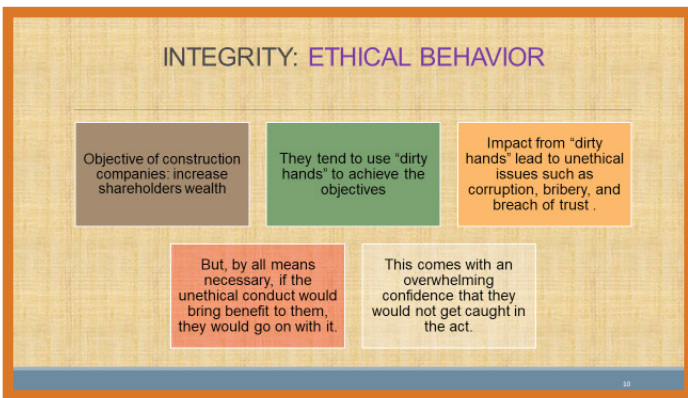 INTEGRITY: ETHICAL BEHAVIOR
Objective of construction
companies: increase
shareholders wealth
They tend to use “dirty
hands” to achieve the
objectives
Impact from “dirty
hands” lead to unethical
issues such as
corruption, bribery, and
breach of trust .
But, by all means
necessary, if the
unethical conduct would
bring benefit to them,
they would go on with it.
This comes with an
overwhelming
confidence that they
would not get caught in
the act.
10